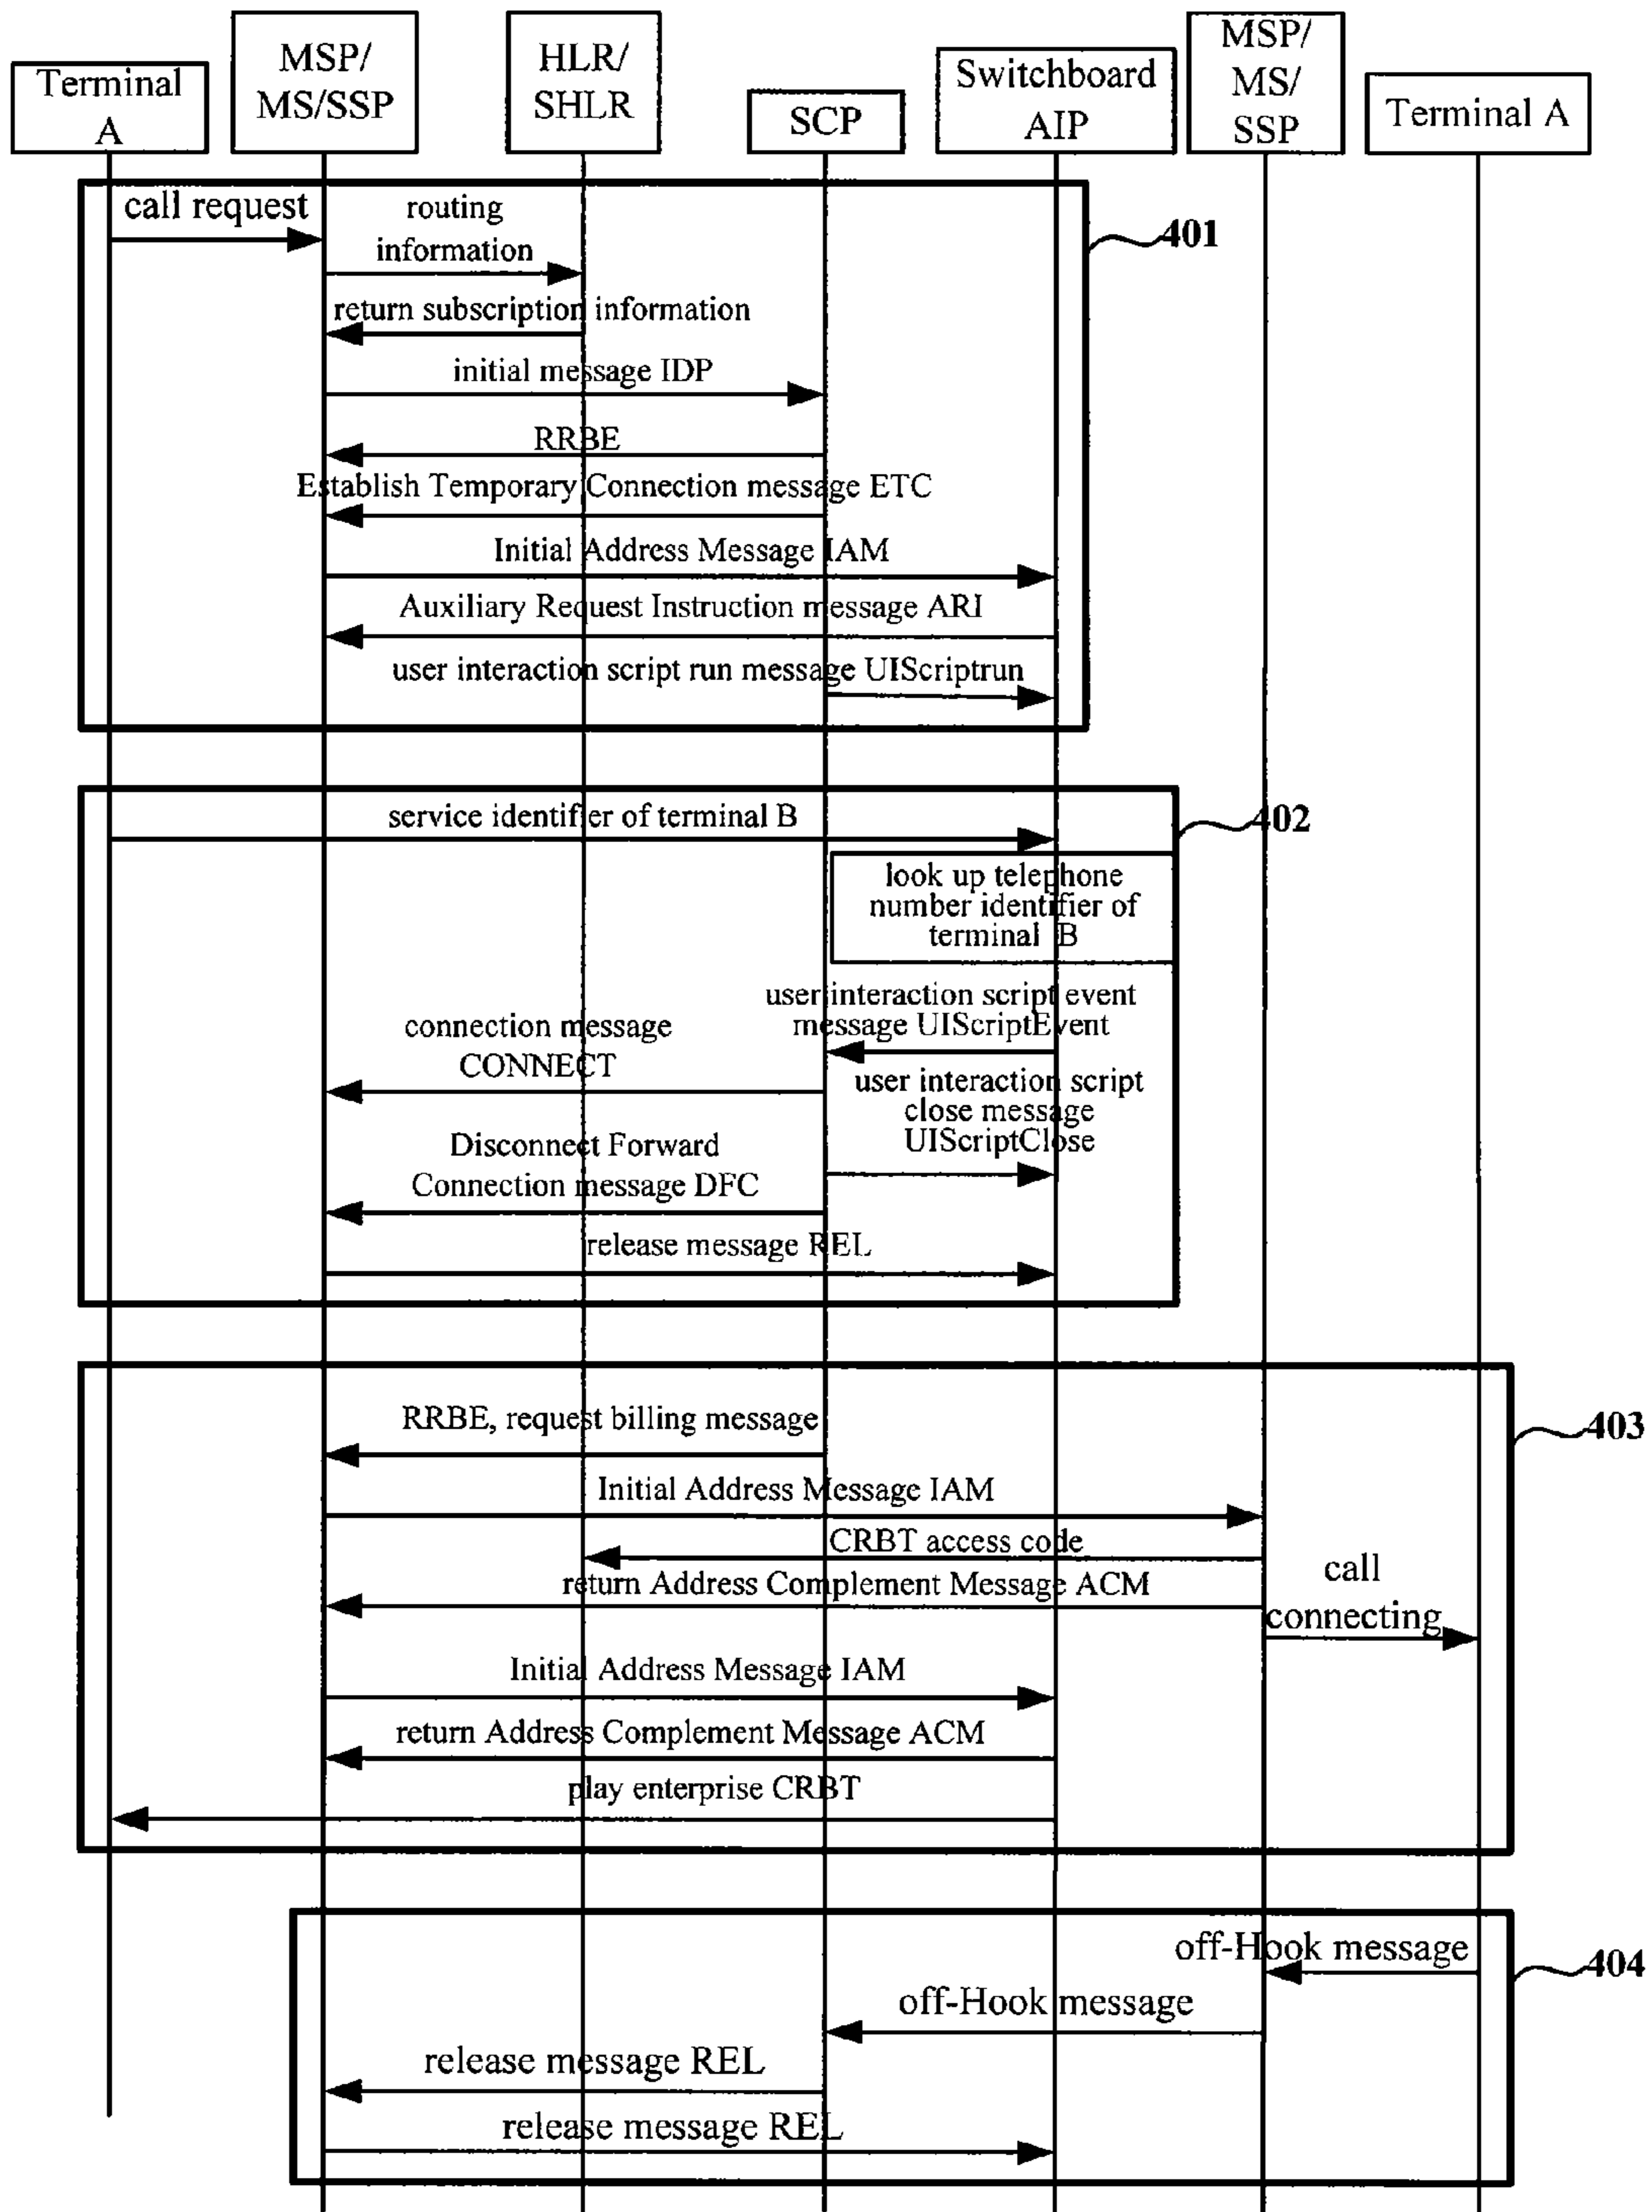 Terminal
A
MSP/
MS/SSP
HLR/
SHLR
SCP
Switchboard
AIP
MSP/
MS/
SSP
Terminal A
call request
routing
information
401
return subscription information
initial message IDP
RRBE
Establish Temporary Connection message ETC
Initial Address Message IAM
Auxiliary Request Instruction message ARI
user interaction script run message UIScriptrun
service identifier of terminal B
402
look up telephone
number identifier of
terminal B
user interaction script event
message UIScriptEvent
connection message
CONNECT
user interaction script
close message
UIScriptClose
Disconnect Forward
Connection message DFC
release message REL
RRBE, request billing message
403
Initial Address Message IAM
CRBT access code
return Address Complement Message ACM
call
connecting
Initial Address Message IAM
return Address Complement Message ACM
play enterprise CRBT
off-Hook message
404
off-Hook message
release message REL
release message REL